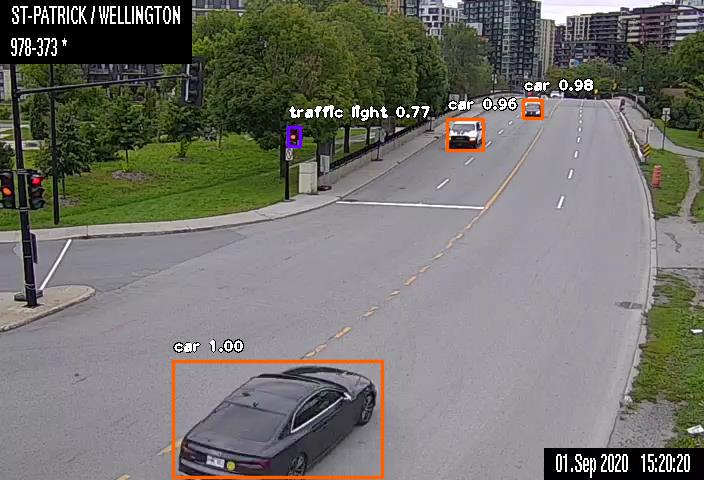 ST-PATRICK / WELLINGTON
978-373 *
traffic light 0.77
car 0.96
car 0.98
car 1.00
01.Sep 2020 15:20:20